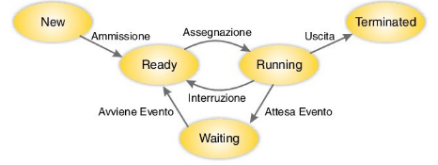 New
Terminated
Ammissione
Assegnazione
Uscita
Ready
Running
Interruzione
Avviene Evento
Attesa Evento
Waiting